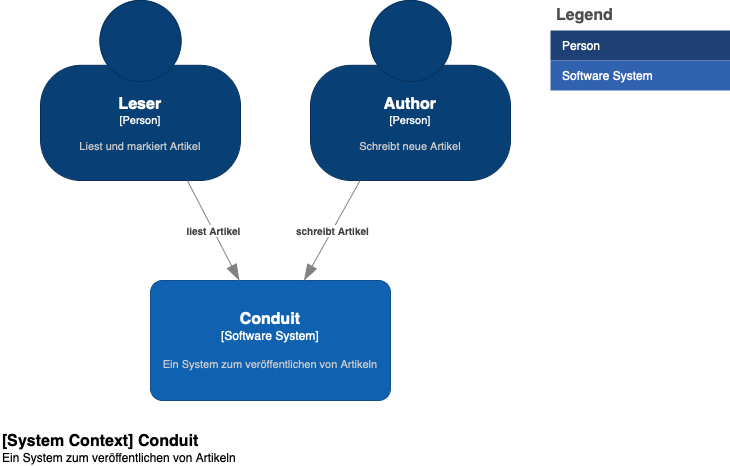 Legend
Person
Software System
Leser
[Person]
Liest und markiert Artikel
Author
[Person]
Schreibt neue Artikel
liest Artikel
schreibt Artikel
Conduit
[Software System]
Ein System zum veröffentlichen von Artikeln
[System Context] Conduit
Ein System zum veröffentlichen von Artikeln